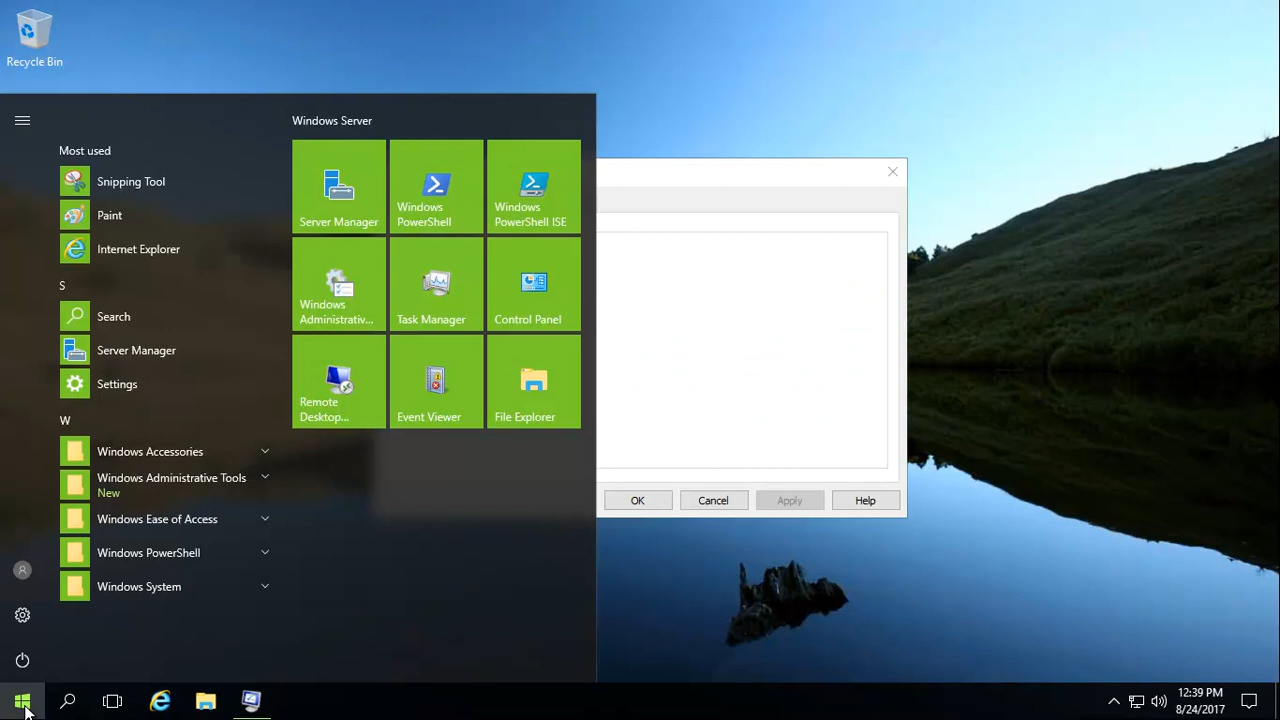 Recycle Bin
Most used
Snipping Tool
Paint
Internet Explorer
S
Search
Server Manager
Settings
W
Windows Accessories
Windows Administrative Tools
New
Windows Ease of Access
Windows PowerShell
Windows System
Windows Server
Server Manager
Windows
PowerShell
Windows
PowerShell ISE
Windows
Administrativ...
Task Manager
Control Panel
Remote
Desktop...
Event Viewer
File Explorer
OK
Cancel
Apply
Help
12:39 PM
8/24/2017